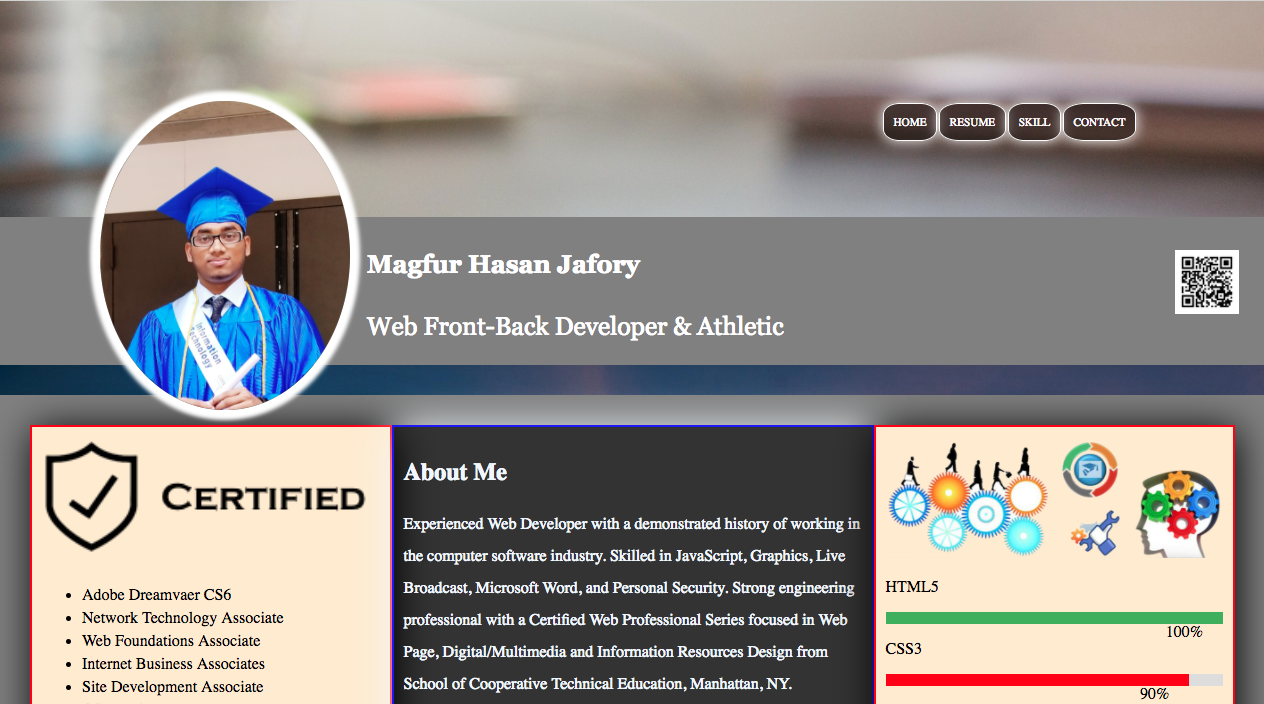 HOME RESUME SKILL CONTACT
Magfur Hasan Jafory
Web Front-Back Developer & Athletic
Information
Technology
CERTIFIED
Adobe Dreamvaer CS6
Network Technology Associate
Web Foundations Associate
Internet Business Associates
Site Development Associate
About Me
Experienced Web Developer with a demonstrated history of working in
the computer software industry. Skilled in JavaScript, Graphics, Live
Broadcast, Microsoft Word, and Personal Security. Strong engineering
professional with a Certified Web Professional Series focused in Web
Page, Digital/Multimedia and Information Resources Design from
School of Cooperative Technical Education, Manhattan, NY.
HTML5
100%
CSS3
90%